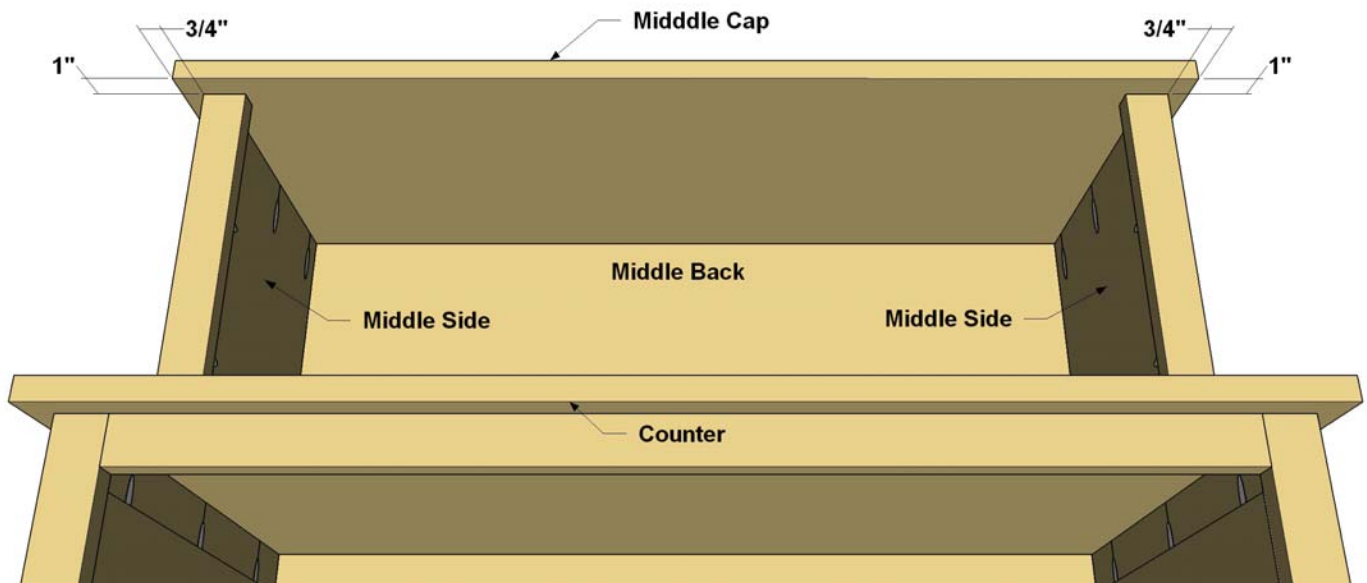 Midddle Cap
3/4"
3/4"
1"
1"
Middle Back
Middle Side
Middle Side
Counter